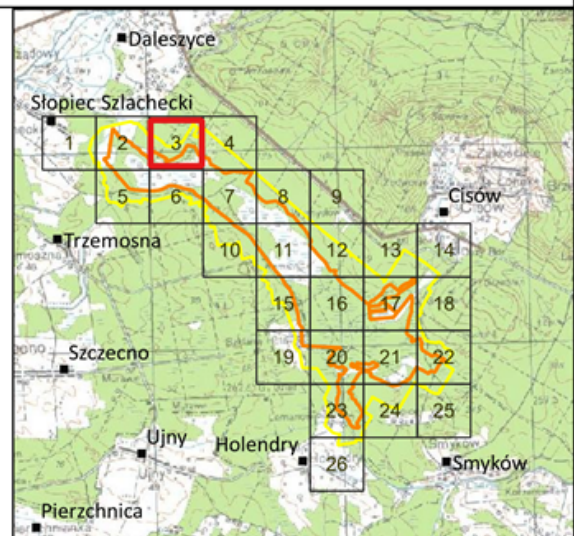 Daleszyce
Słopiec Szlachecki
1 2 3 4
5 6 7 8 9
Cisów
Trzemosna
10 11 12 13 14
15 16 17 18
Szczecno
19 20 21 22
Ujny
Holendry
23 24 25
26
Smyków
Pierzchnica